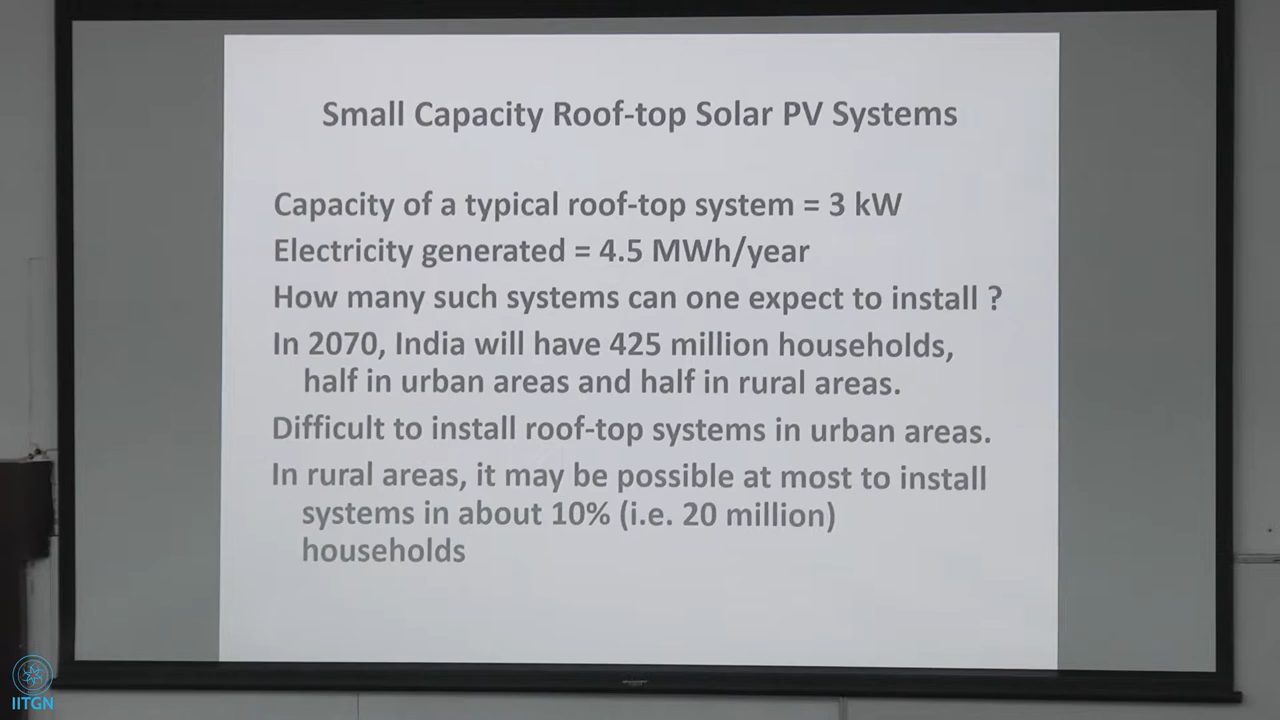 Small Capacity Roof-top Solar PV Systems
Capacity of a typical roof-top system = 3 kW
Electricity generated = 4.5 MWh/year
How many such systems can one expect to install ?
In 2070, India will have 425 million households,
half in urban areas and half in rural areas.
Difficult to install roof-top systems in urban areas.
In rural areas, it may be possible at most to install
systems in about 10% (i.e. 20 million)
households
IITGN